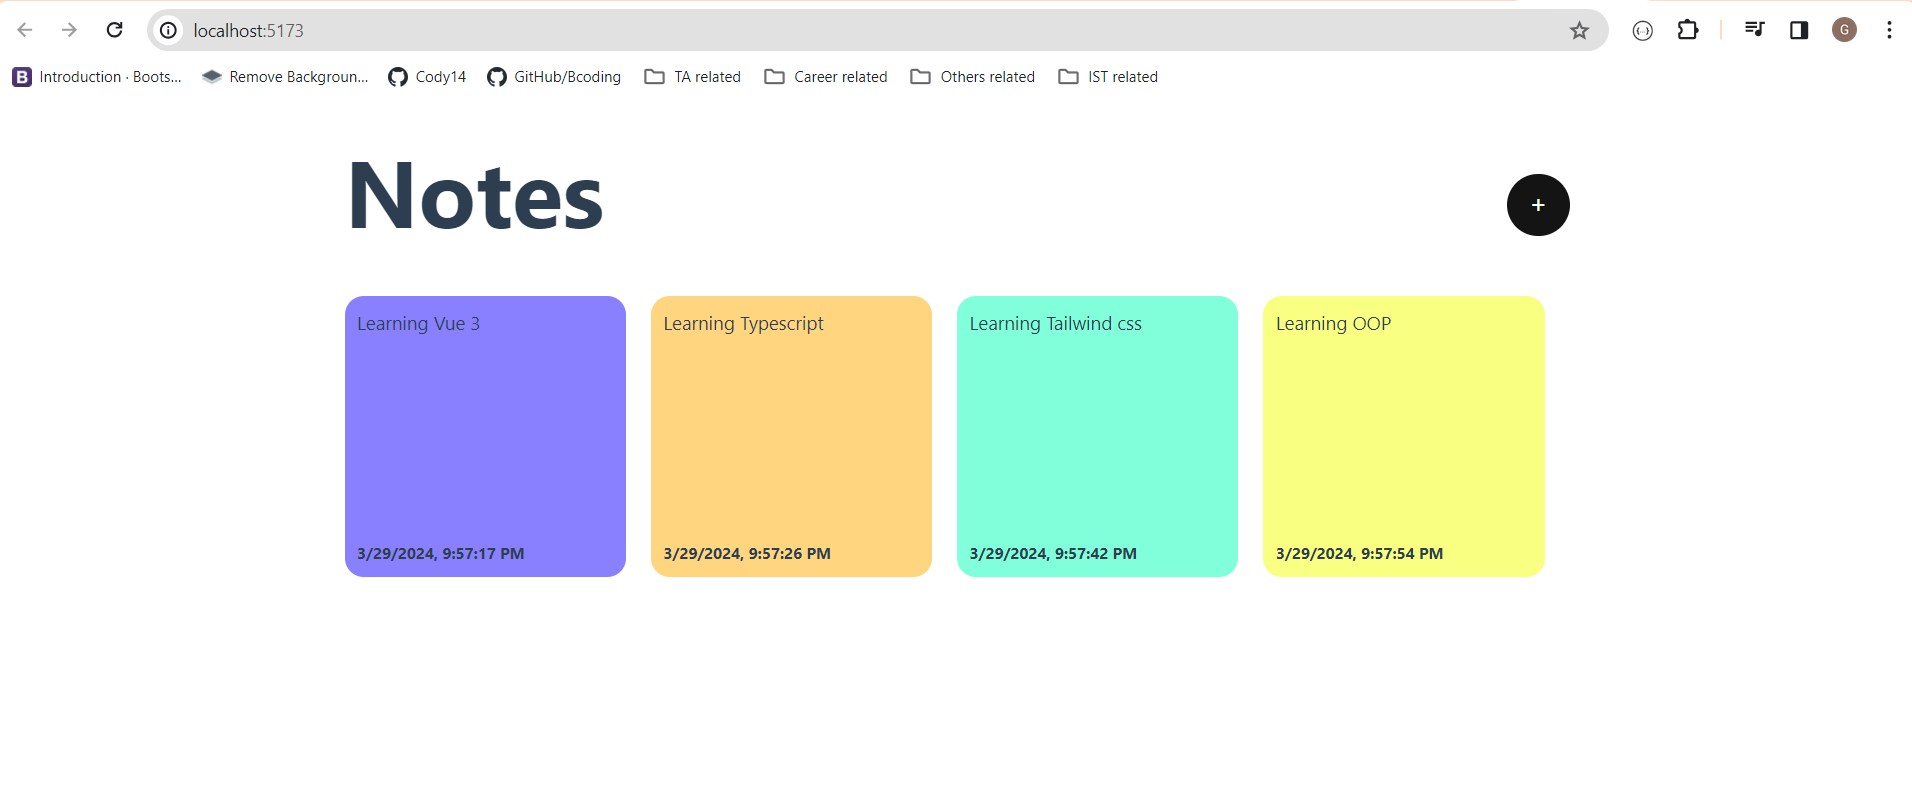 localhost:5173
G
B Introduction · Boots... Remove Backgroun... Cody14 GitHub/Bcoding TA related Career related Others related IST related
Notes
+
Learning Vue 3 Learning Typescript Learning Tailwind css Learning OOP
3/29/2024, 9:57:17 PM 3/29/2024, 9:57:26 PM 3/29/2024, 9:57:42 PM 3/29/2024, 9:57:54 PM